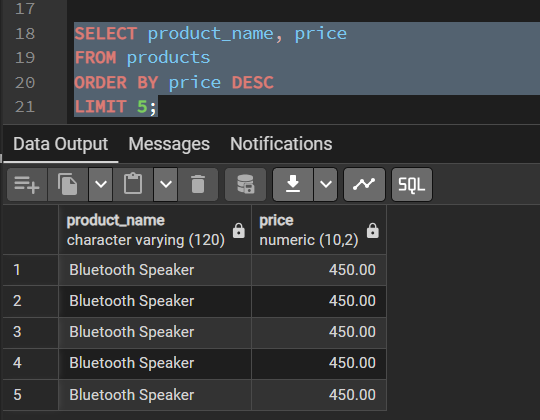 17
18 SELECT product_name, price
19 FROM products
20 ORDER BY price DESC
21 LIMIT 5;
Data Output Messages Notifications
SQL
product_name price
character varying (120) numeric (10,2)
1 Bluetooth Speaker 450.00
2 Bluetooth Speaker 450.00
3 Bluetooth Speaker 450.00
4 Bluetooth Speaker 450.00
5 Bluetooth Speaker 450.00